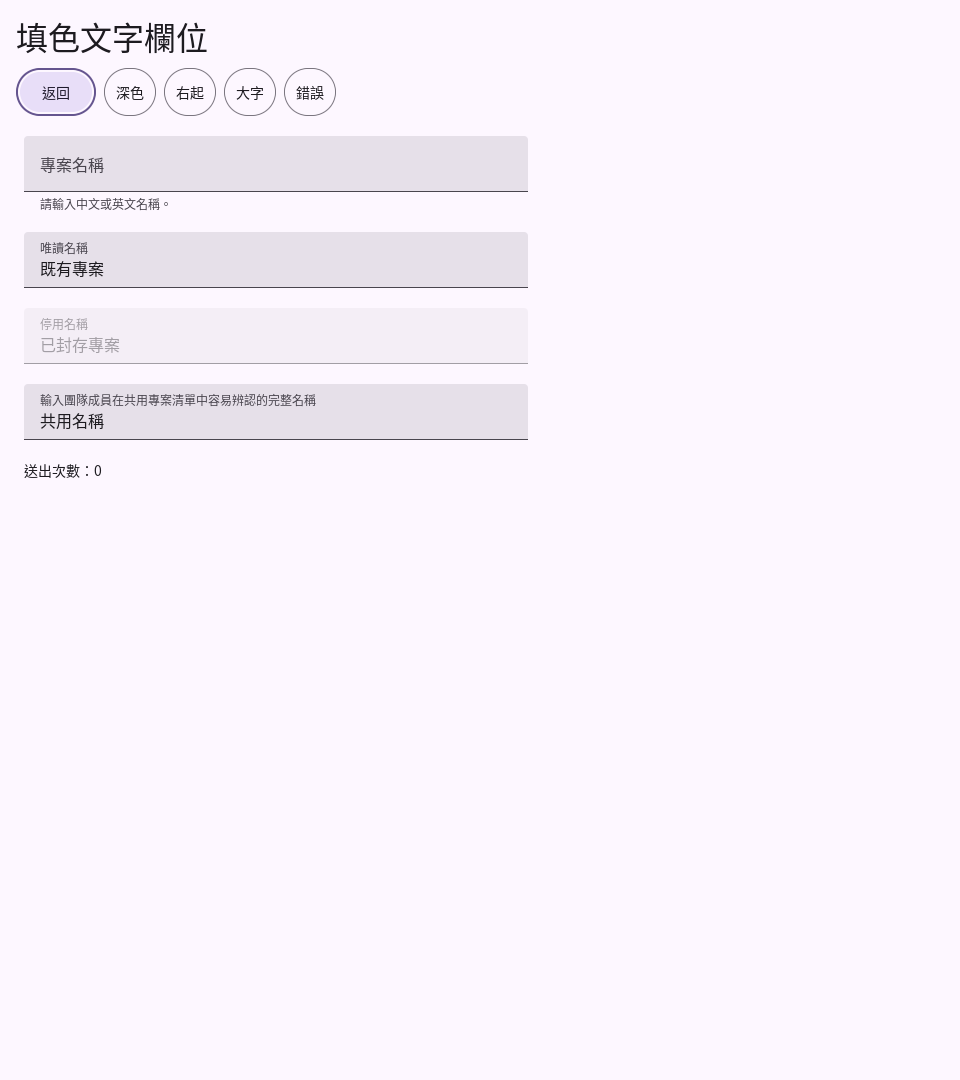 填色文字欄位
返回 深色 右起 大字 錯誤
專案名稱
請輸入中文或英文名稱。
唯讀名稱
既有專案
停用名稱
已封存專案
輸入團隊成員在共用專案清單中容易辨認的完整名稱
共用名稱
送出次數：0